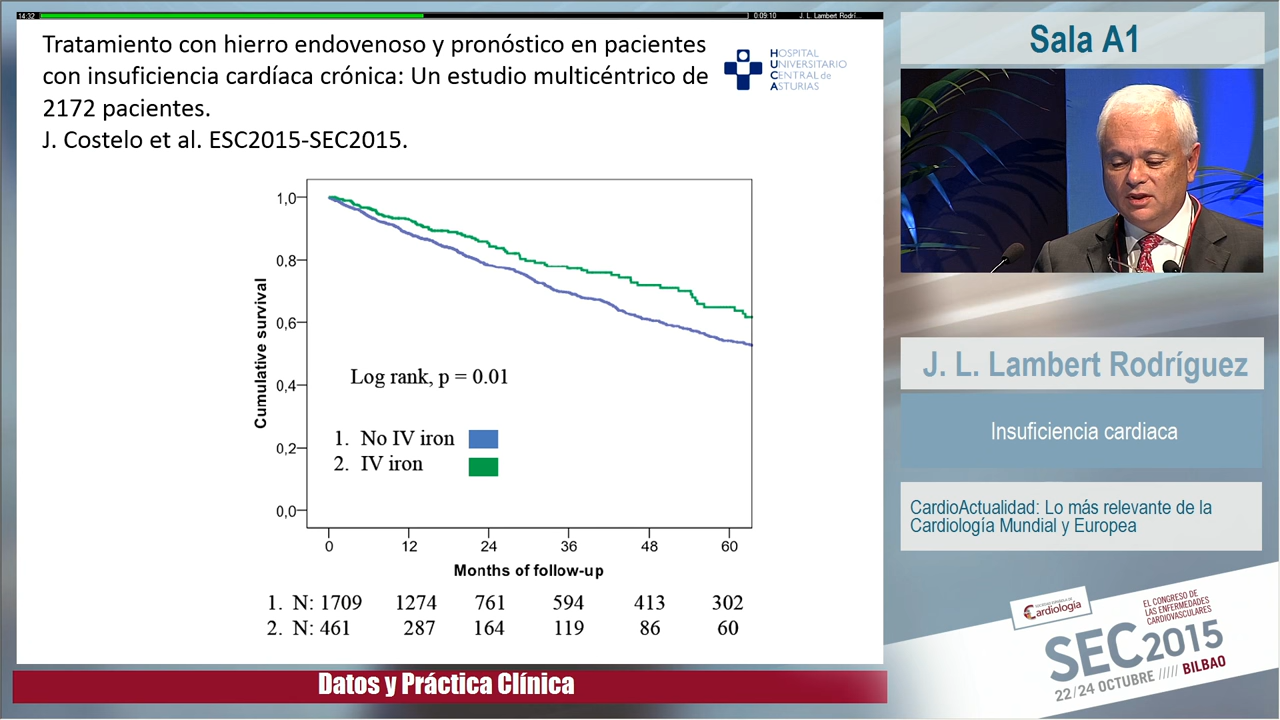 14:32
0:09:10
J. L. Lambert Rodrí...
Tratamiento con hierro endovenoso y pronóstico en pacientes
con insuficiencia cardíaca crónica: Un estudio multicéntrico de
2172 pacientes.
J. Costelo et al. ESC2015-SEC2015.
HOSPITAL
UNIVERSITARIO
CENTRAL de
ASTURIAS
1,0
0,8
0,6
0,4
0,2
0,0
Cumulative survival
Log rank, p = 0.01
1. No IV iron
2. IV iron
0 12 24 36 48 60
Months of follow-up
1. N: 1709 1274 761 594 413 302
2. N: 461 287 164 119 86 60
Datos y Práctica Clínica
Sala A1
J. L. Lambert Rodríguez
Insuficiencia cardiaca
CardioActualidad: Lo más relevante de la
Cardiología Mundial y Europea
SOCIEDAD ESPAÑOLA DE
Cardiología
EL CONGRESO
DE LAS ENFERMEDADES
CARDIOVASCULARES
SEC2015
22/24 OCTUBRE ///// BILBAO